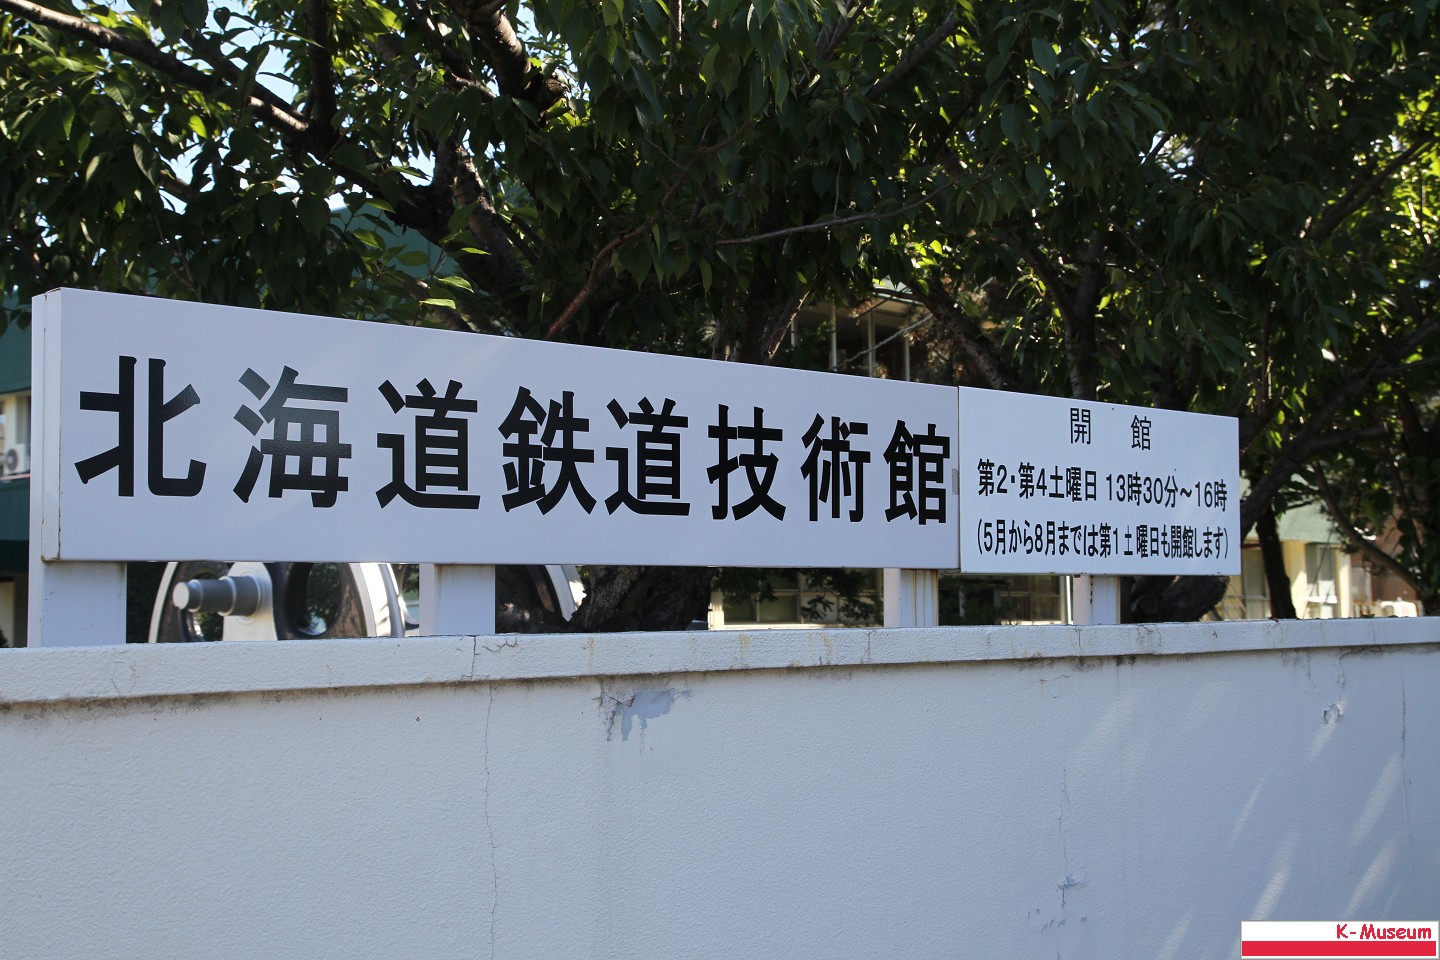 北海道鉄道技術館
開 館
第2・第4土曜日 13時30分～16時
（5月から8月までは第1土曜日も開館します）
K-Museum